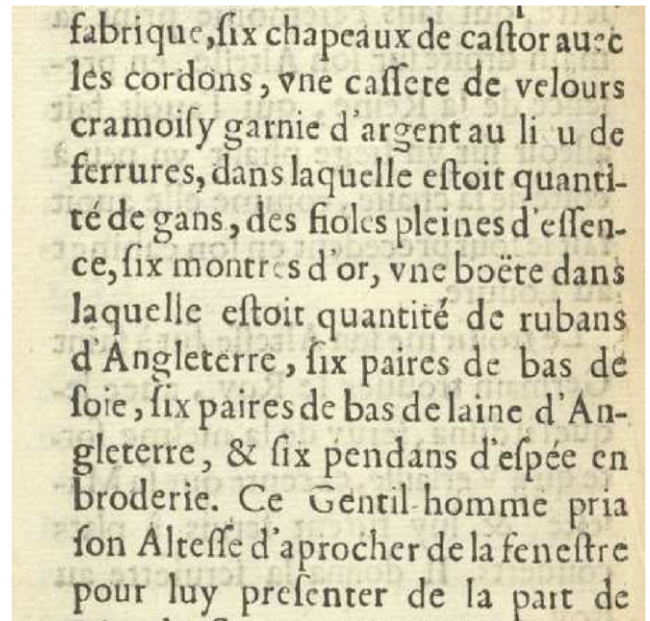 fabrique, ſix chapeaux de caſtor auec
les cordons, vne caſſete de velours
cramoiſy garnie d'argent au li u de
ferrures, dans laquelle eſtoit quanti-
té de gans, des fioles pleines d'eſſen-
ce, ſix montres d'or, vne boëte dans
laquelle eſtoit quantité de rubans
d'Angleterre, ſix paires de bas de
ſoie, ſix paires de bas de laine d'An-
gleterre, & ſix pendans d'eſpée en
broderie. Ce Gentil-homme pria
ſon Alteſſe d'aprocher de la feneſtre
pour luy preſenter de la part de